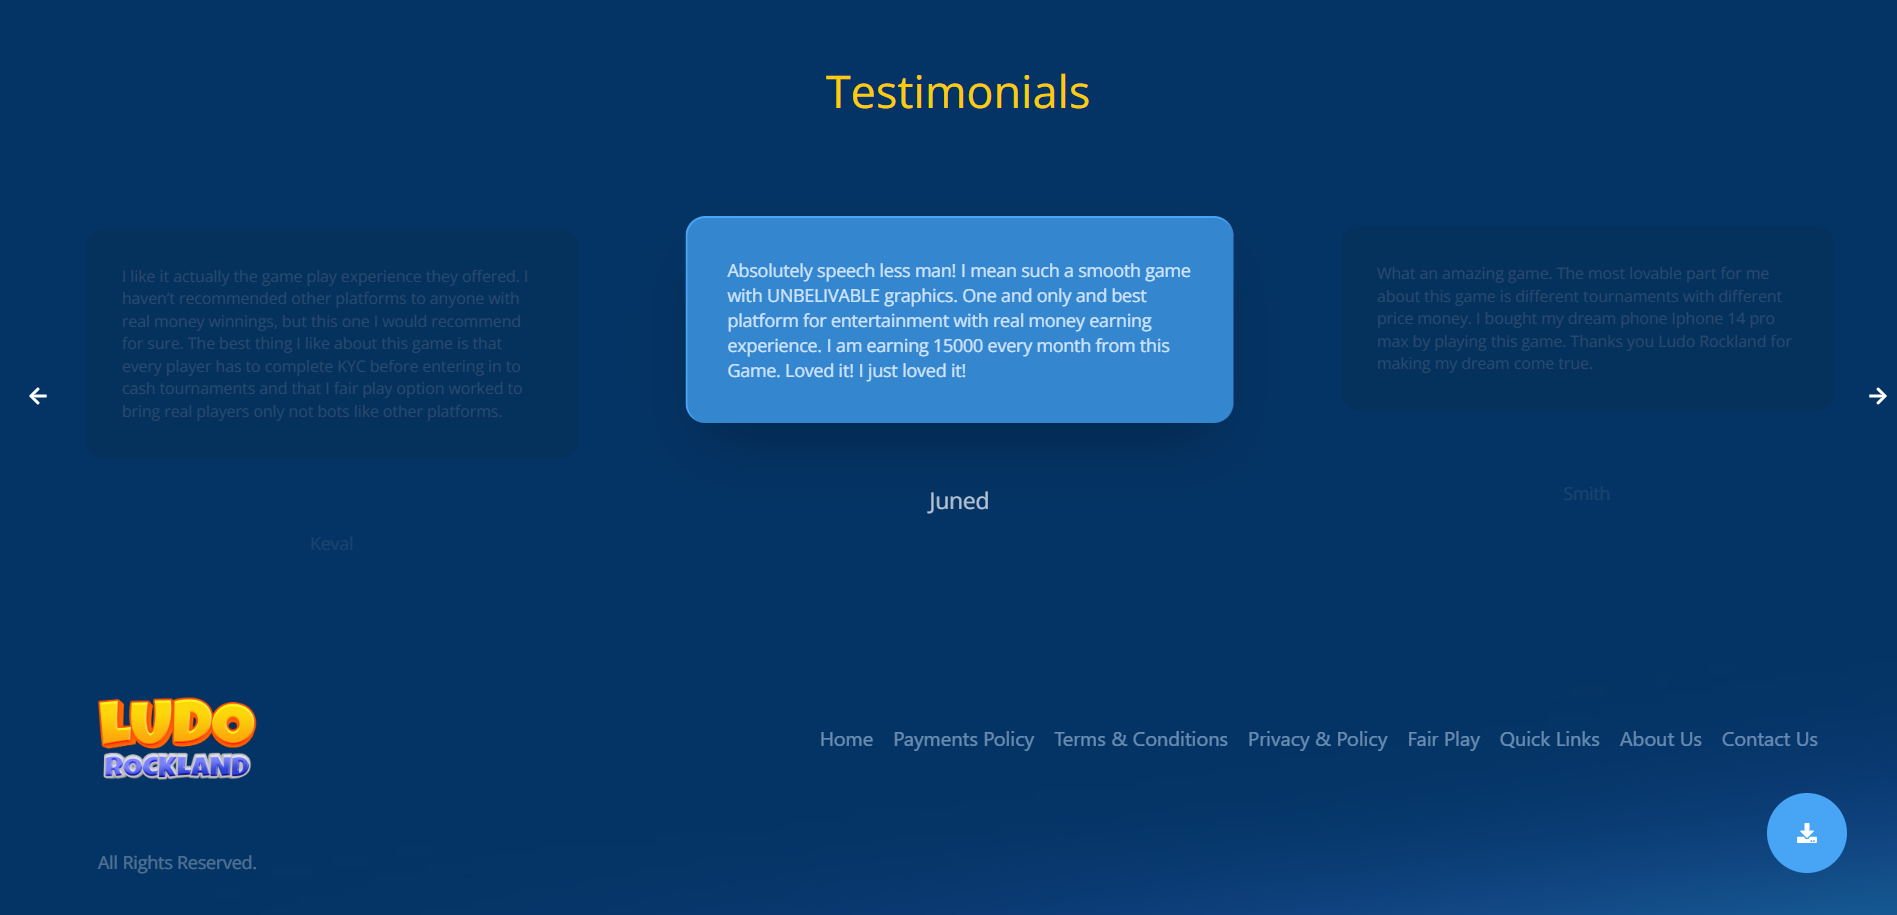 Testimonials
I like it actually the game play experience they offered. I
haven't recommended other platforms to anyone with
real money winnings, but this one I would recommend
for sure. The best thing I like about this game is that
every player has to complete KYC before entering in to
cash tournaments and that I fair play option worked to
bring real players only not bots like other platforms.
Keval
Absolutely speech less man! I mean such a smooth game
with UNBELIVABLE graphics. One and only and best
platform for entertainment with real money earning
experience. I am earning 15000 every month from this
Game. Loved it! I just loved it!
Juned
What an amazing game. The most lovable part for me
about this game is different tournaments with different
price money. I bought my dream phone Iphone 14 pro
max by playing this game. Thanks you Ludo Rockland for
making my dream come true.
Smith
LUDO
ROCKLAND
Home Payments Policy Terms & Conditions Privacy & Policy Fair Play Quick Links About Us Contact Us
All Rights Reserved.